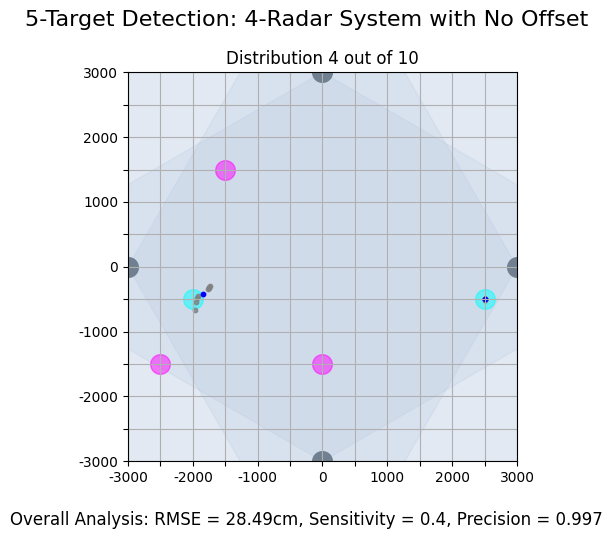 5-Target Detection: 4-Radar System with No Offset
Distribution 4 out of 10
3000
2000
1000
0
-1000
-2000
-3000
-3000 -2000 -1000 0 1000 2000 3000
Overall Analysis: RMSE = 28.49cm, Sensitivity = 0.4, Precision = 0.997